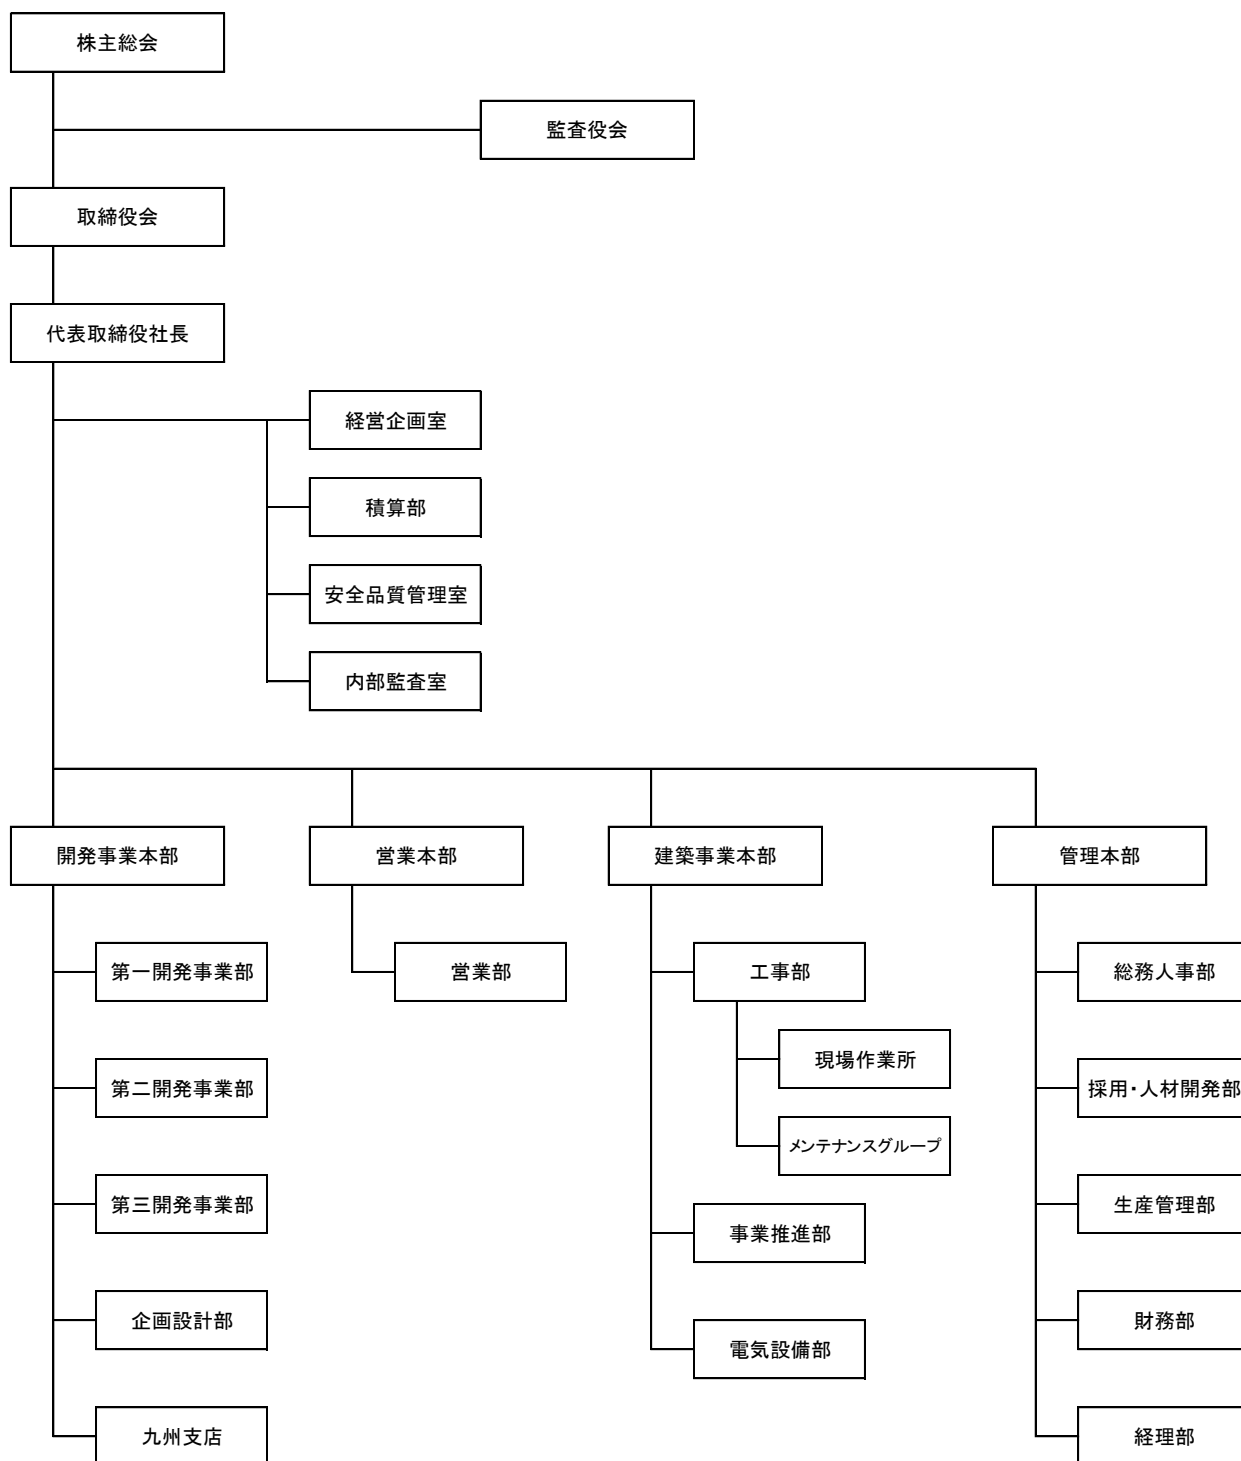 株主総会
監査役会
取締役会
代表取締役社長
経営企画室
積算部
安全品質管理室
内部監査室
開発事業本部
営業本部
建築事業本部
管理本部
第一開発事業部
営業部
工事部
総務人事部
現場作業所
第二開発事業部
採用・人材開発部
メンテナンスグループ
第三開発事業部
生産管理部
事業推進部
企画設計部
財務部
電気設備部
九州支店
経理部